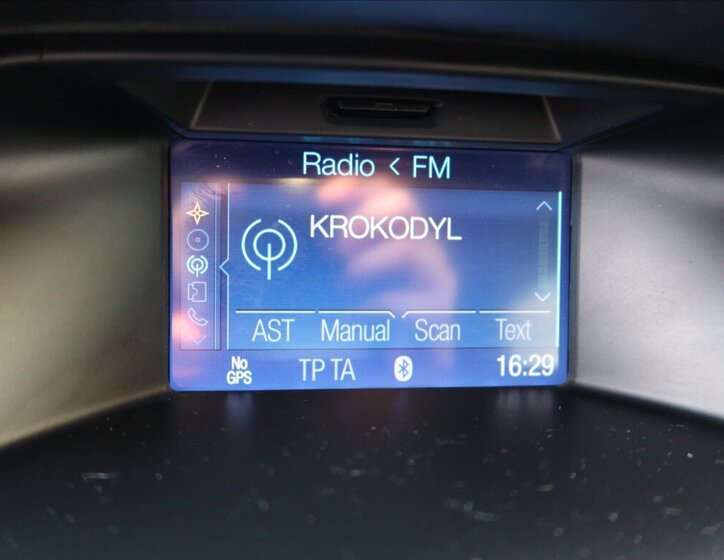 Radio < FM
KROKODYL
AST Manual Scan Text
No
GPS
TP TA
16:29